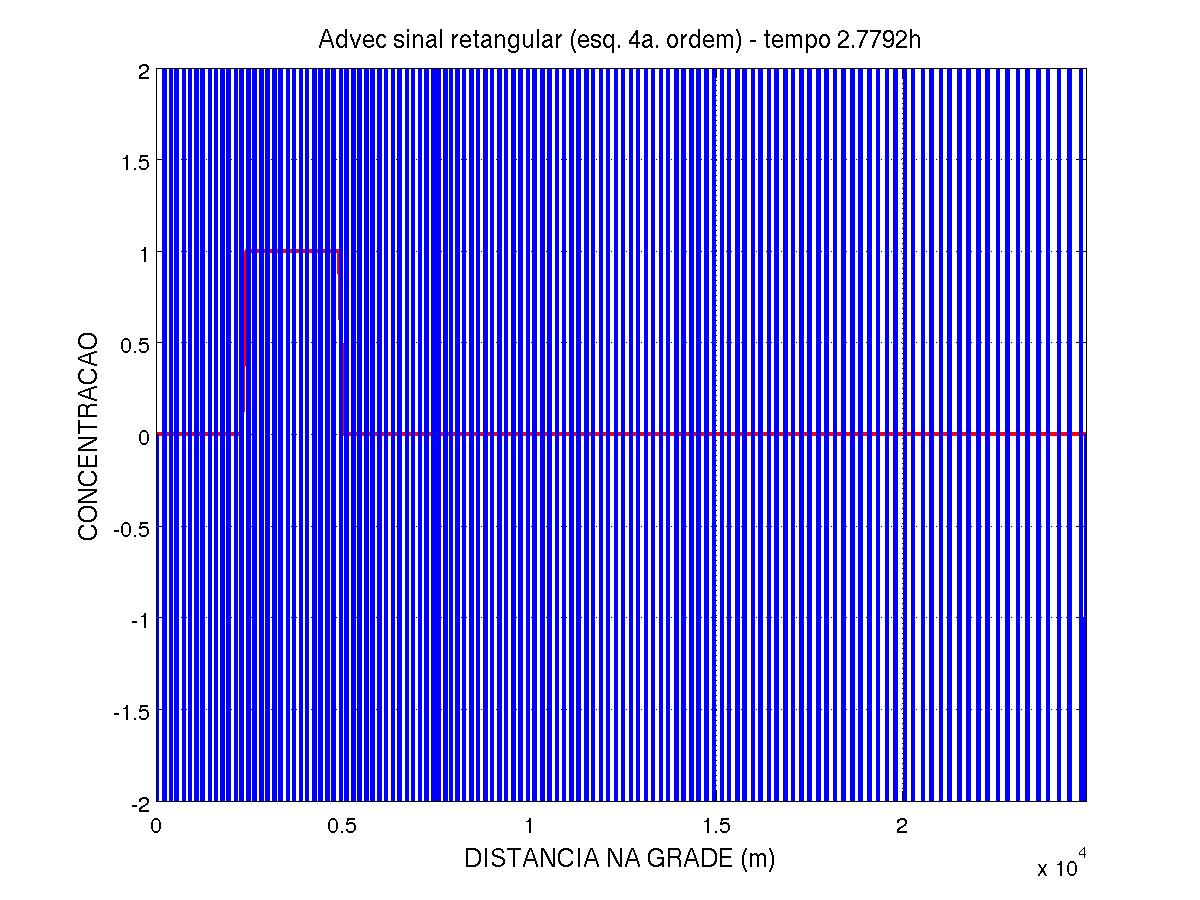 Advec sinal retangular (esq. 4a. ordem) - tempo 2.7792h
2
1.5
1
0.5
0
-0.5
-1
-1.5
-2
CONCENTRACAO
0 0.5 1 1.5 2
DISTANCIA NA GRADE (m)
x 10^4